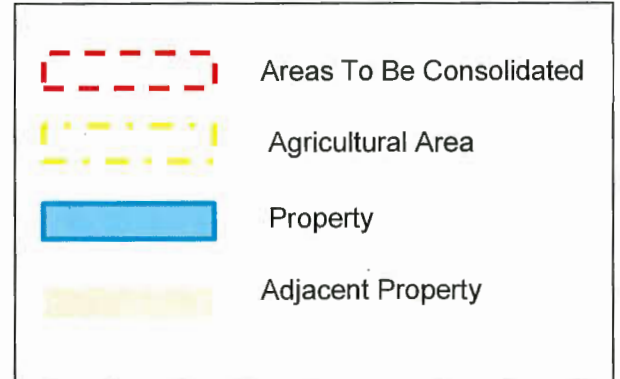 Areas To Be Consolidated
Agricultural Area
Property
Adjacent Property